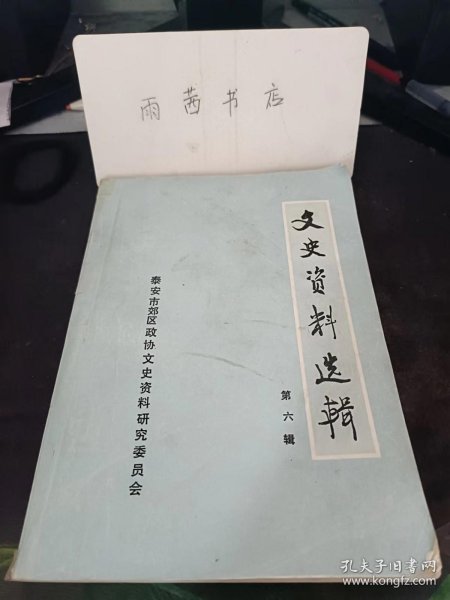 雨茜书店
文史资料选輯
第六辑
泰安市郊区政协文史资料研究委员会
孔夫子旧书网
www.kongfz.com